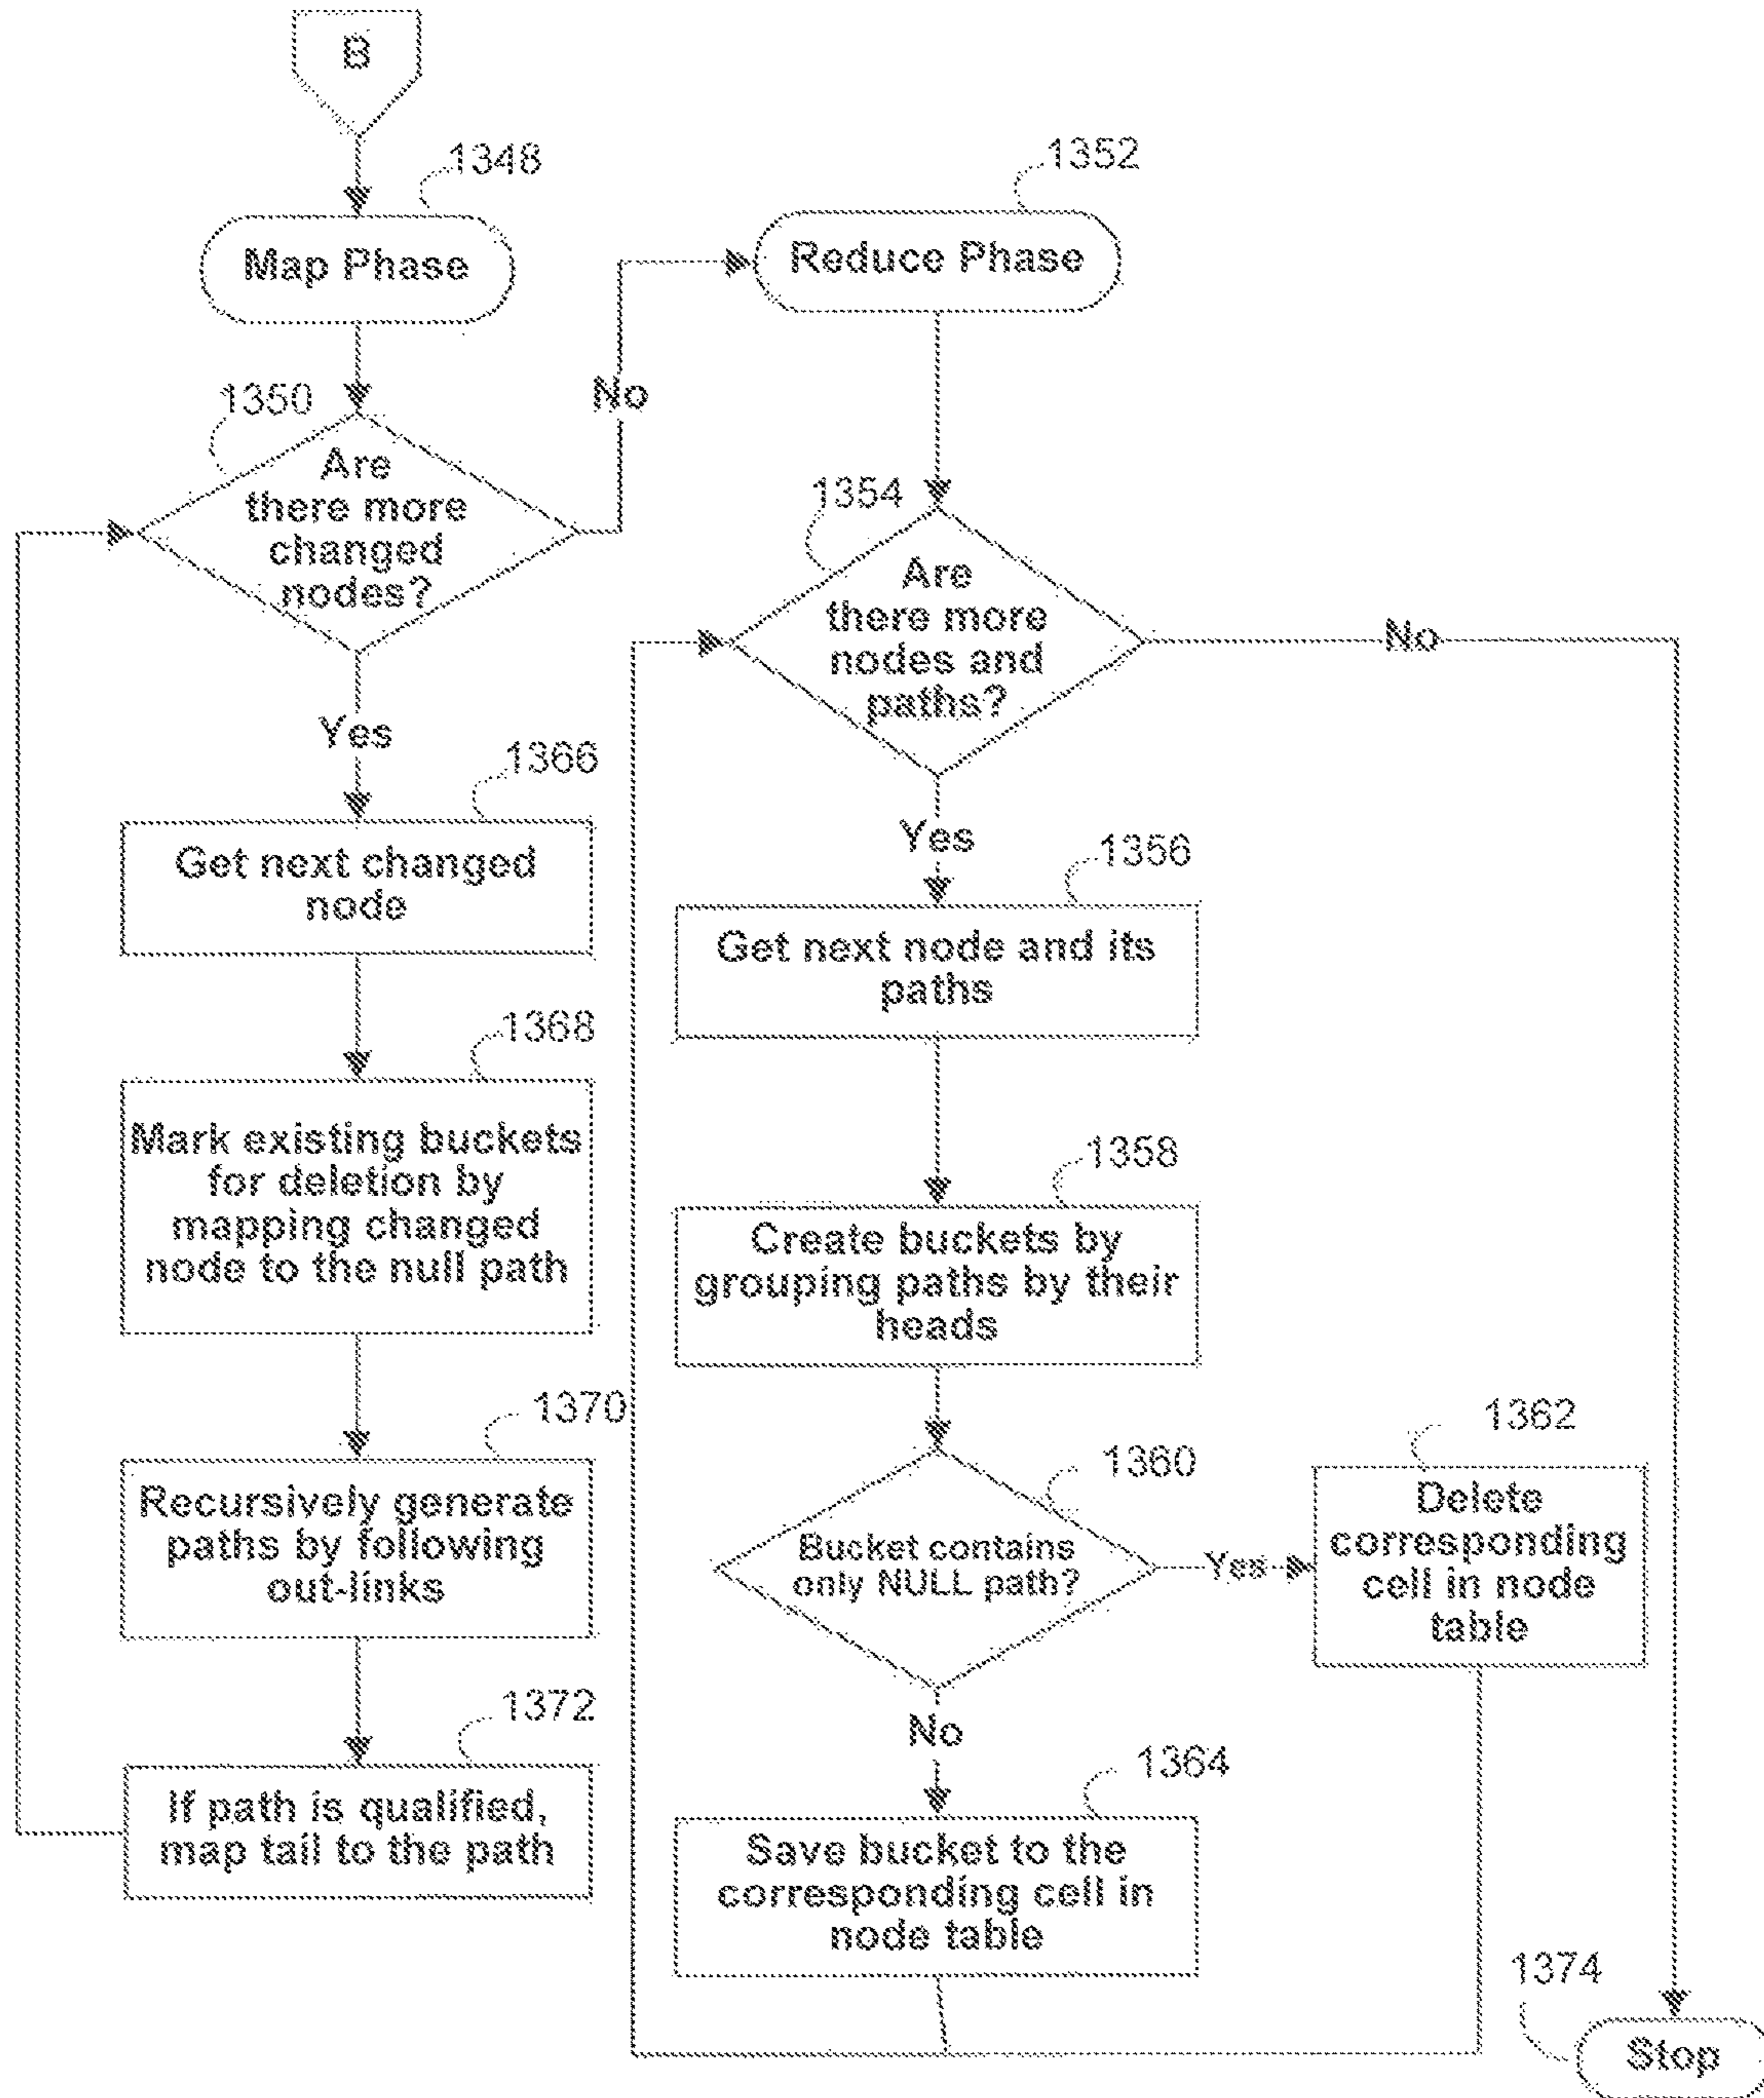 B
1348
Map Phase
1350
Are
there more
changed
nodes?
No
Yes
1366
Get next changed
node
1368
Mark existing buckets
for deletion by
mapping changed
node to the null path
1370
Recursively generate
paths by following
out-links
1372
If path is qualified,
map tail to the path
1352
Reduce Phase
1354
Are
there more
nodes and
paths?
No
Yes
1356
Get next node and its
paths
1358
Create buckets by
grouping paths by their
heads
1360
Bucket contains
only NULL path?
Yes
1362
Delete
corresponding
cell in node
table
No
1364
Save bucket to the
corresponding cell in
node table
1374
Stop